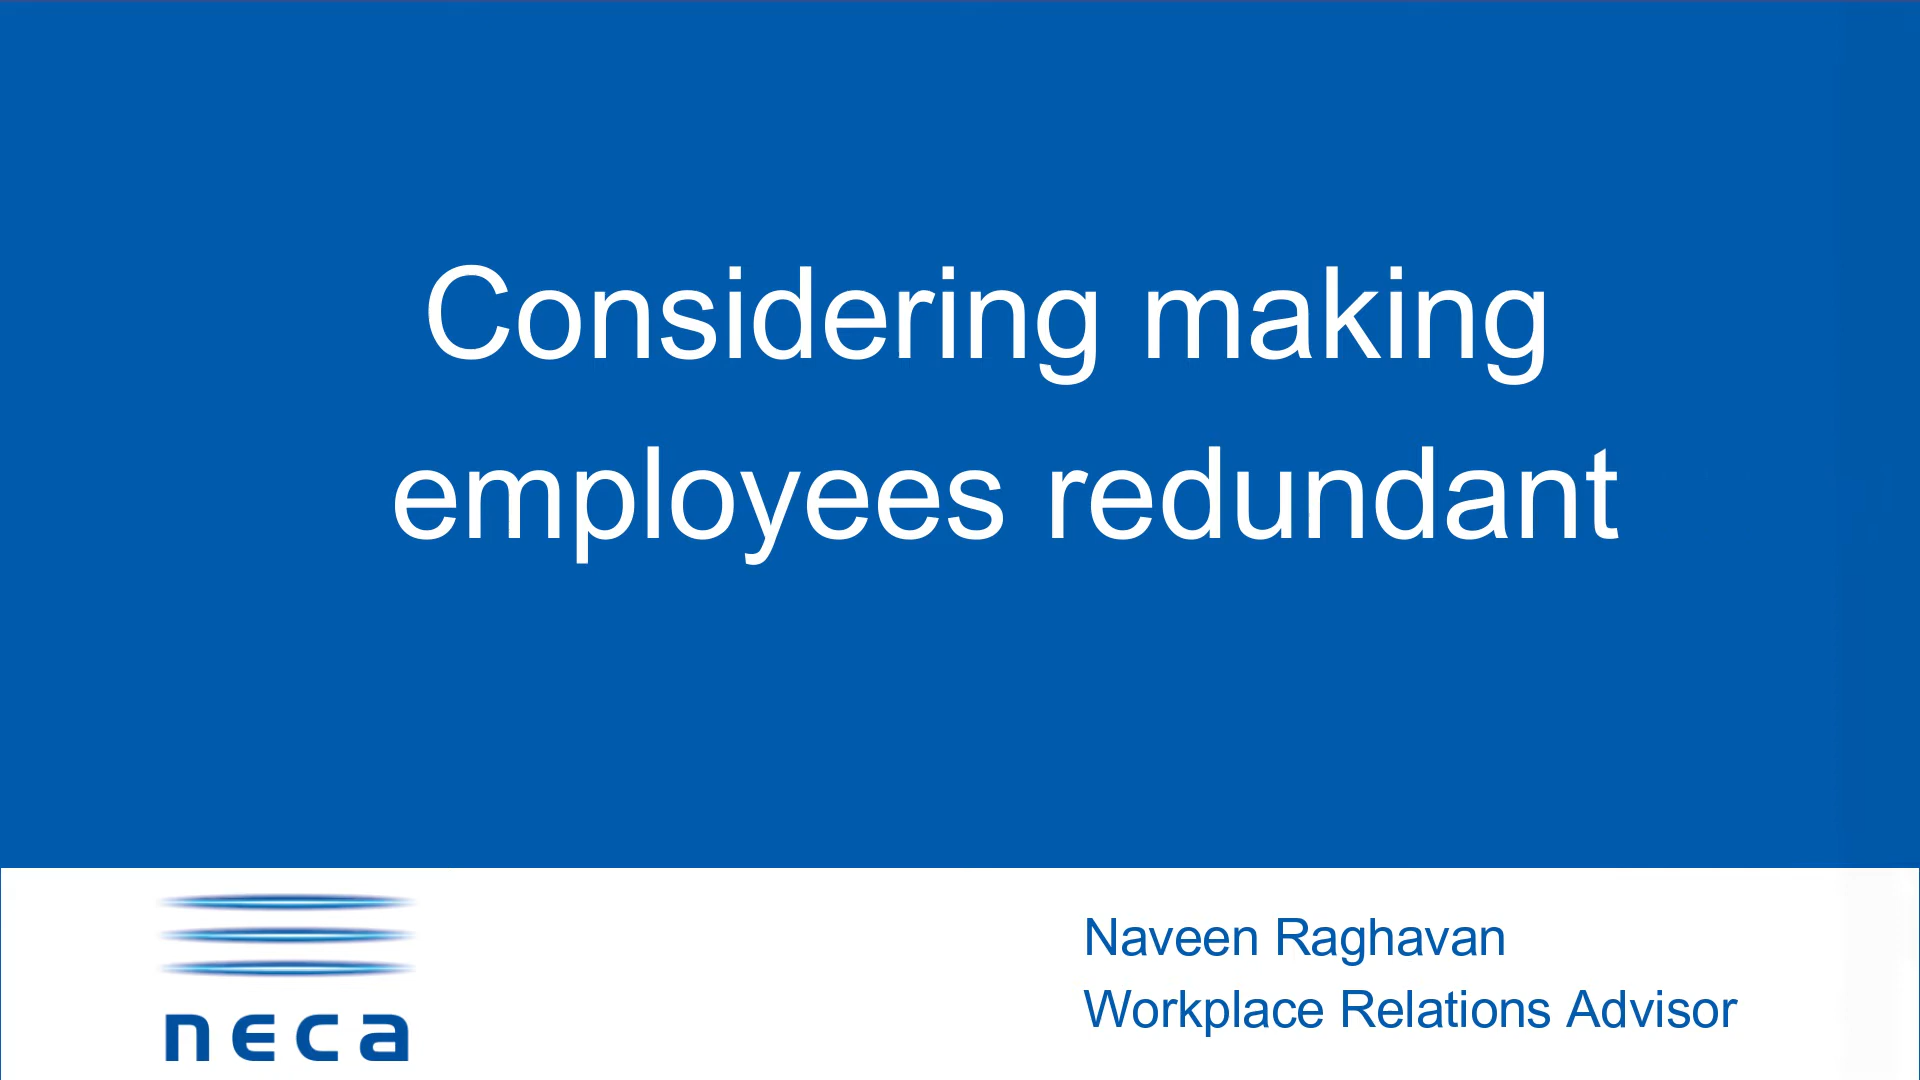 Considering making
employees redundant
Naveen Raghavan
Workplace Relations Advisor
neca